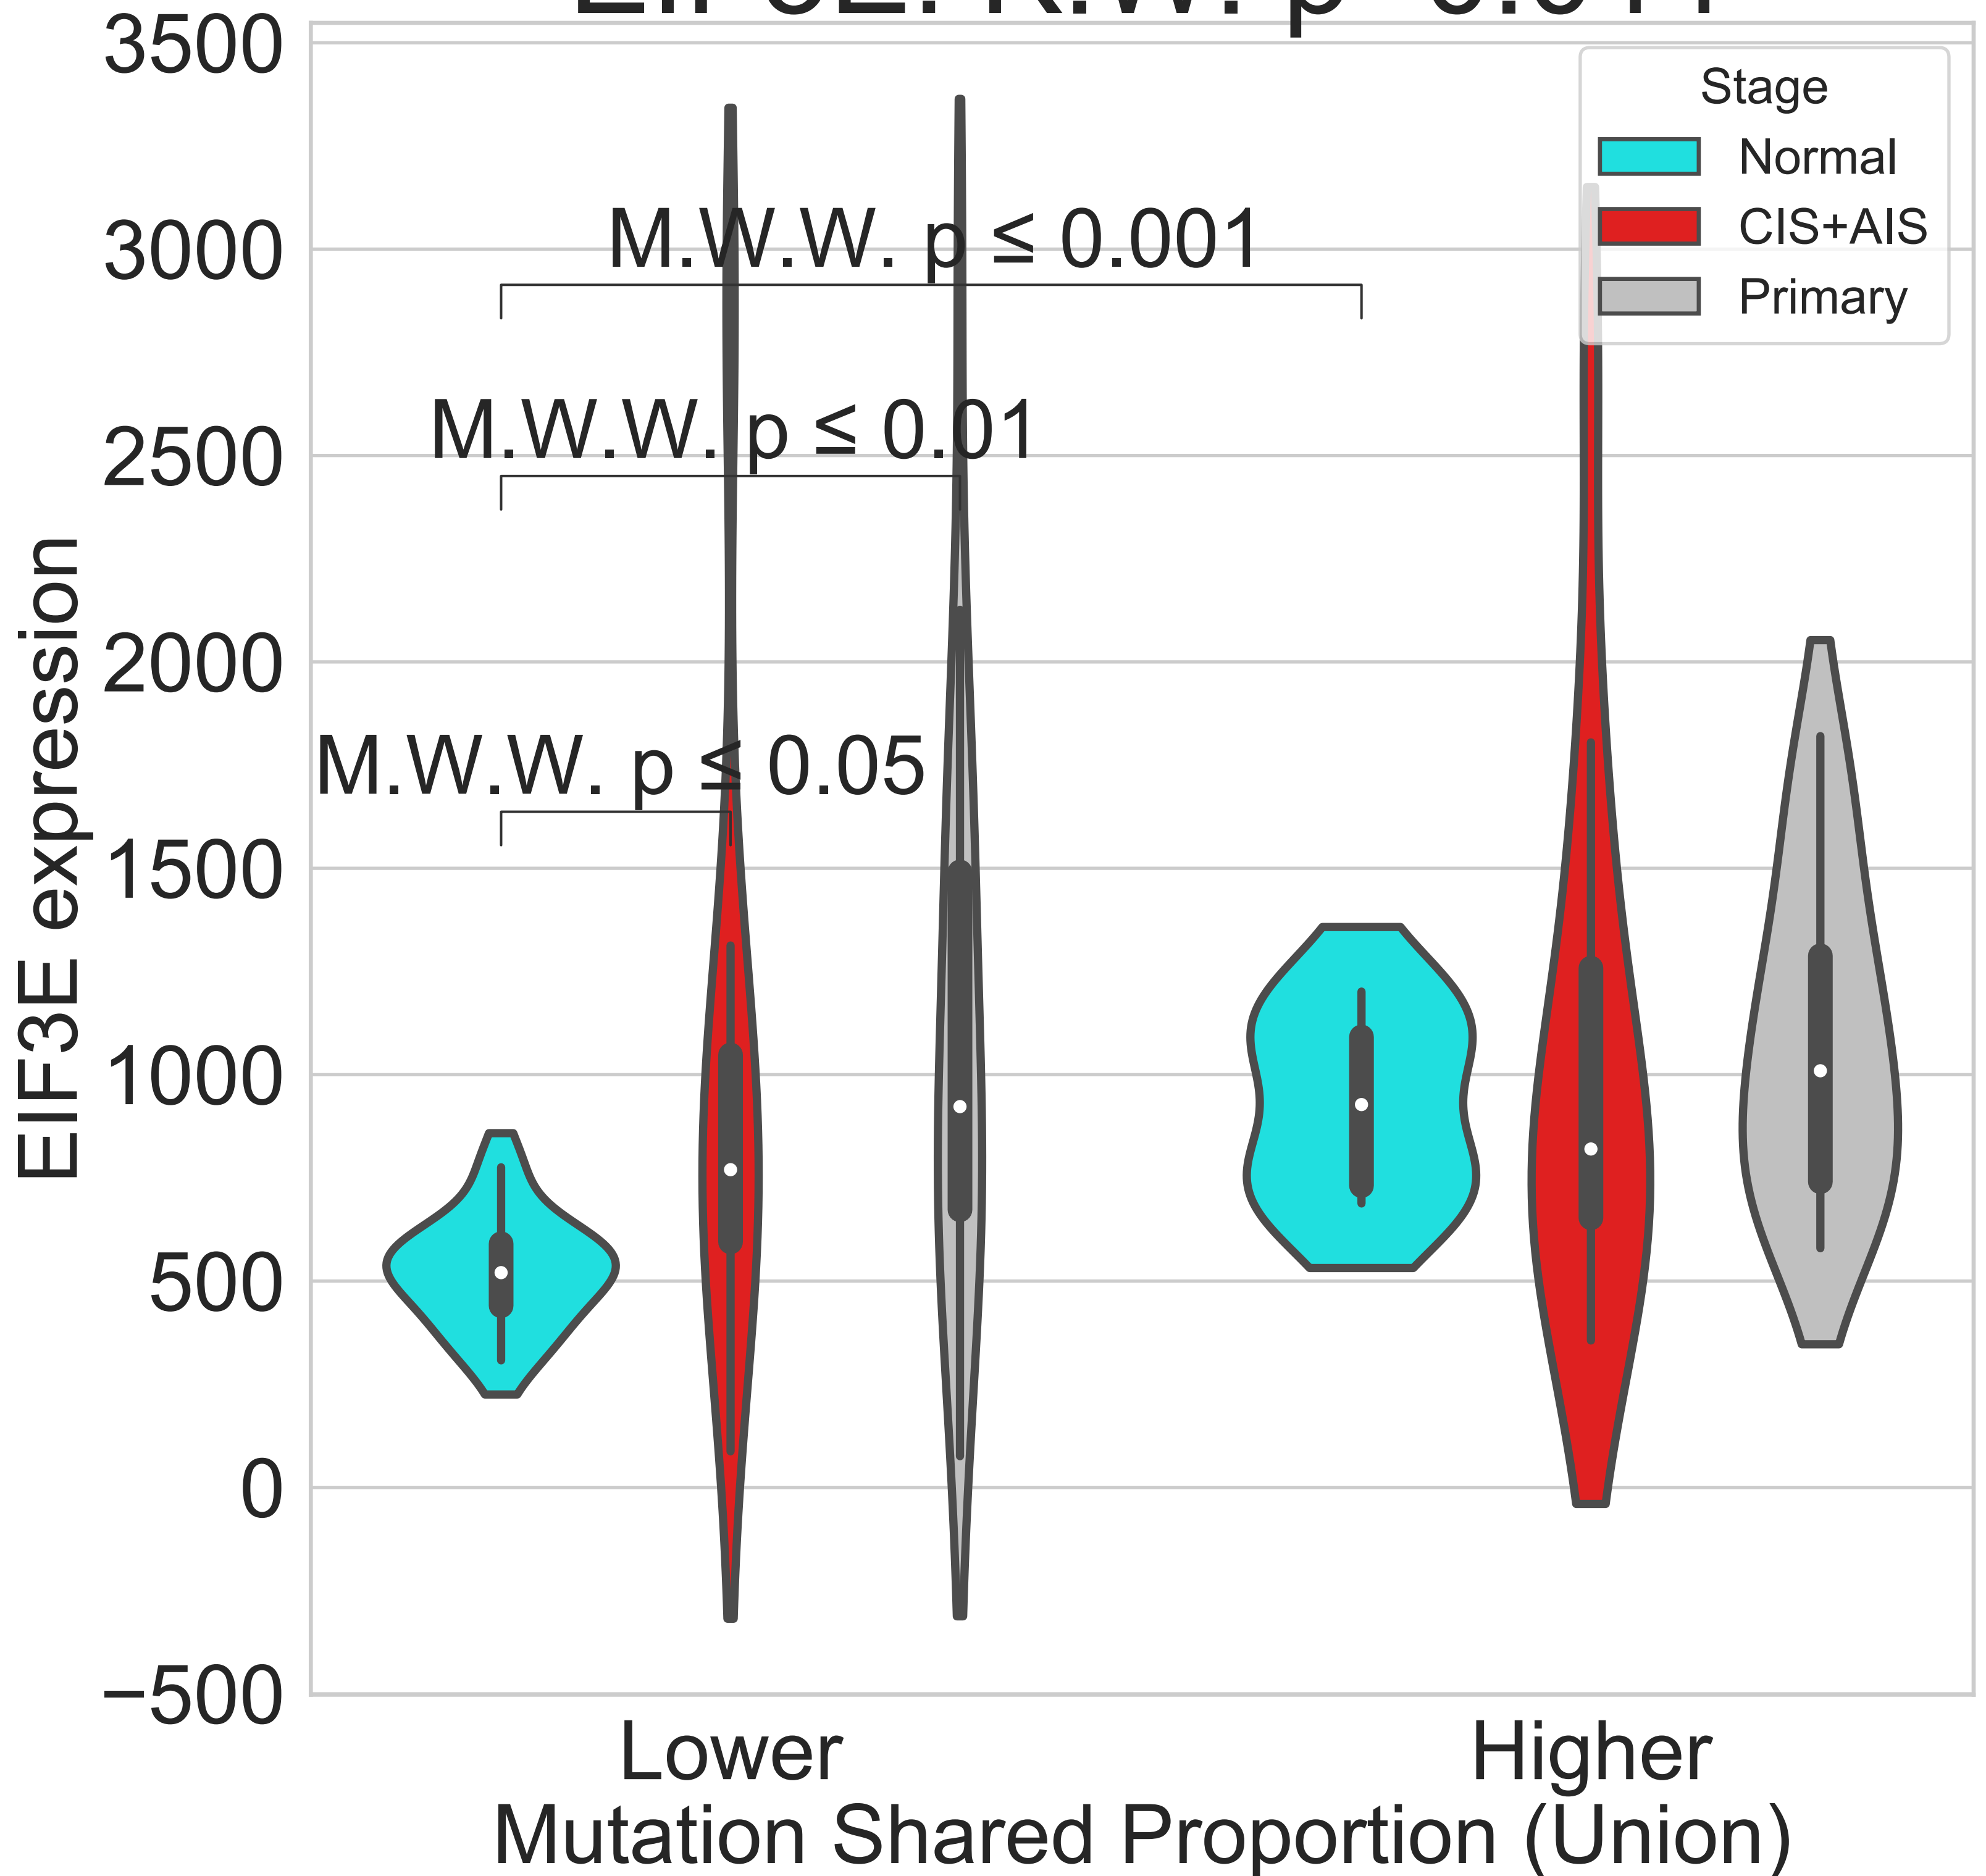 3500
3000
2500
2000
1500
1000
500
0
−500
EIF3E expression
Stage
Normal
CIS+AIS
Primary
M.W.W. p ≤ 0.001
M.W.W. p ≤ 0.01
M.W.W. p ≤ 0.05
Lower
Higher
Mutation Shared Proportion (Union)